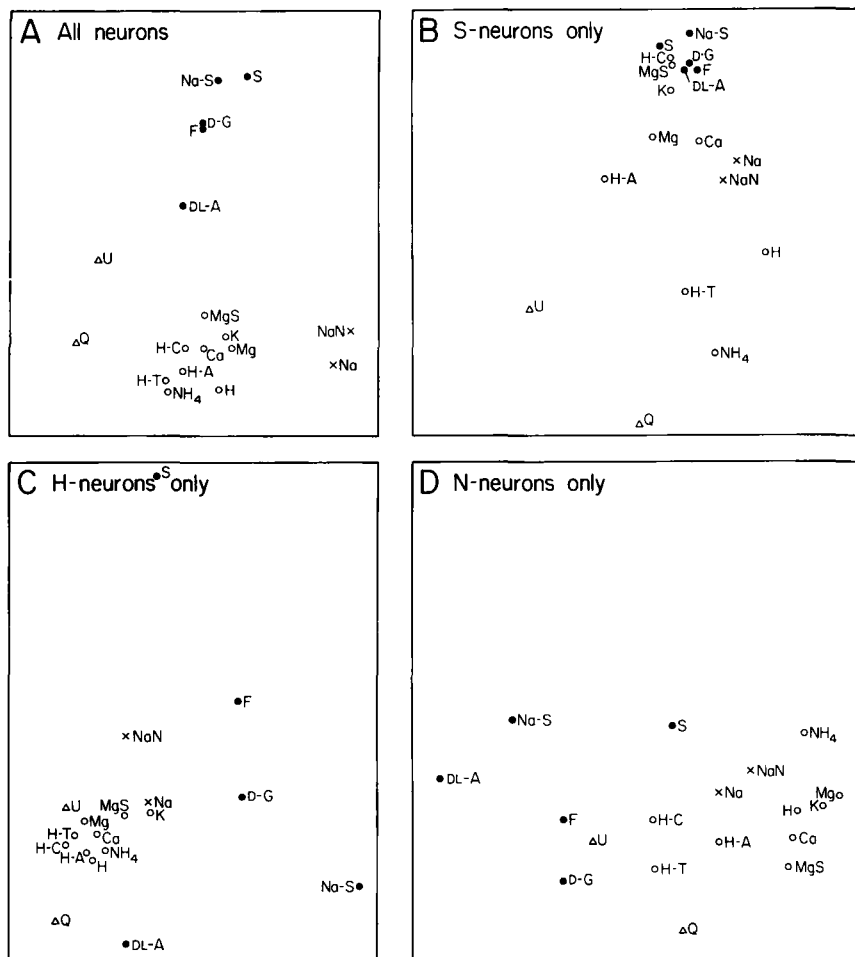 A All neurons
Na-S S
D-G
F
DL-A
U
MgS
Q K NaN
H-C Ca Mg
H-A Na
H-T
NH4 H
B S-neurons only
Na-S
S
H-C D-G
MgS F
K DL-A
Mg Ca
Na
H-A NaN
H
H-T
U
NH4
Q
C H-neurons only
S
F
NaN
D-G
U MgS Na
Mg K
H-T Ca
H-C NH4
H-A H
Na-S
Q
DL-A
D N-neurons only
Na-S S NH4
DL-A NaN
Na Mg
H K
F H-C
U H-A Ca
D-G H-T MgS
Q